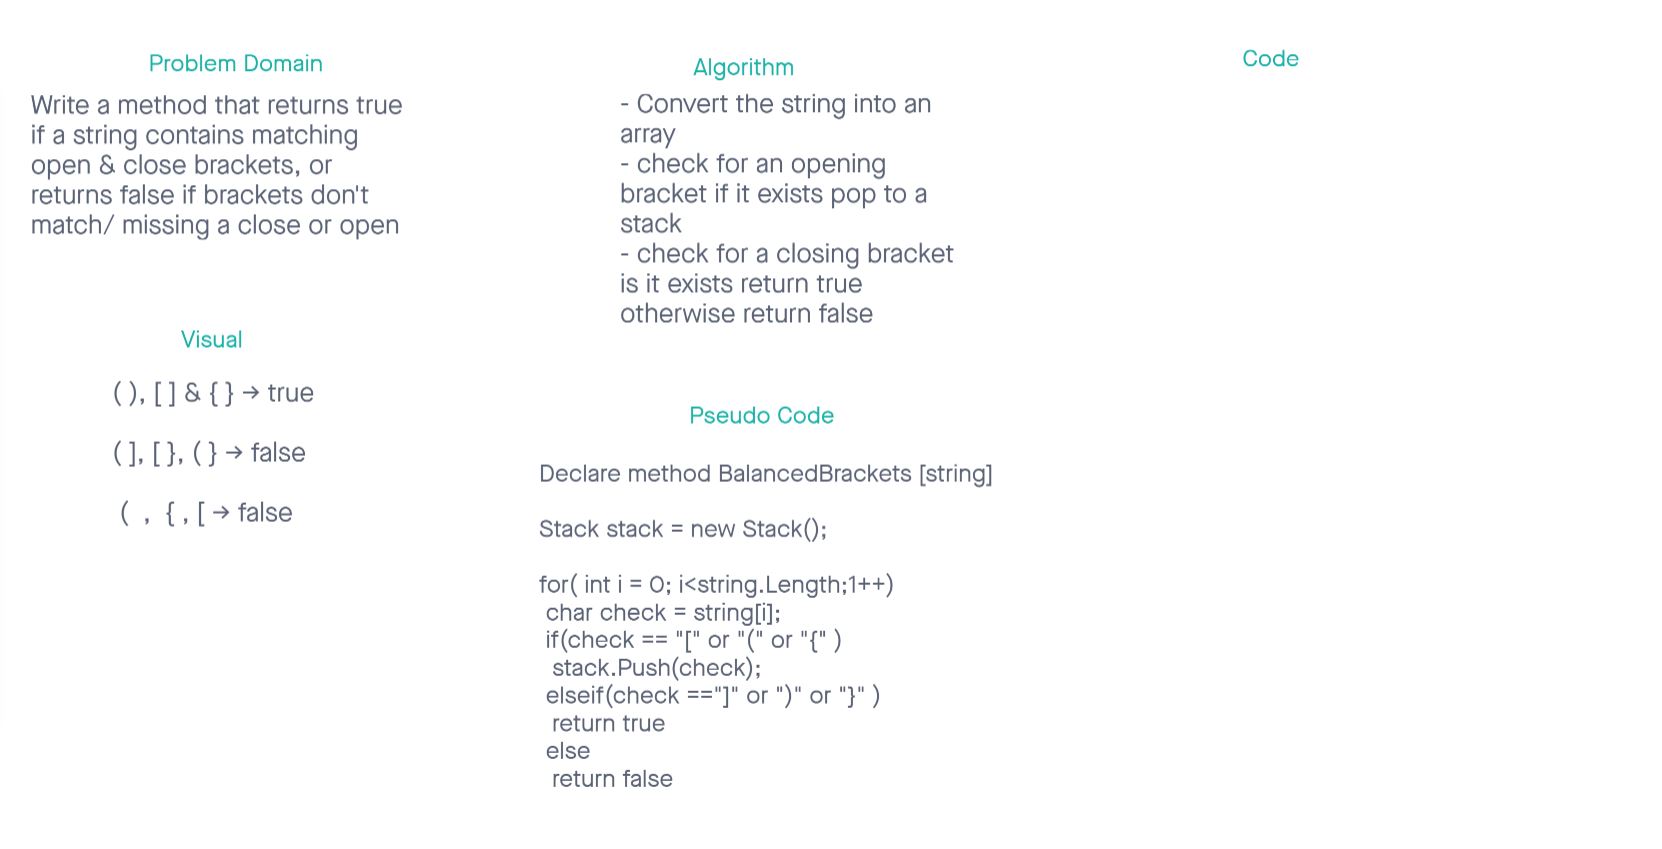 Problem Domain
Write a method that returns true
if a string contains matching
open & close brackets, or
returns false if brackets don't
match/ missing a close or open
Visual
( ), [ ] & { } → true
( ], [ }, ( } → false
( , { , [ → false
Algorithm
- Convert the string into an
array
- check for an opening
bracket if it exists pop to a
stack
- check for a closing bracket
is it exists return true
otherwise return false
Pseudo Code
Declare method BalancedBrackets [string]
Stack stack = new Stack();
for( int i = 0; i<string.Length;1++)
char check = string[i];
if(check == "[" or "(" or "{" )
stack.Push(check);
elseif(check =="]" or ")" or "}" )
return true
else
return false
Code